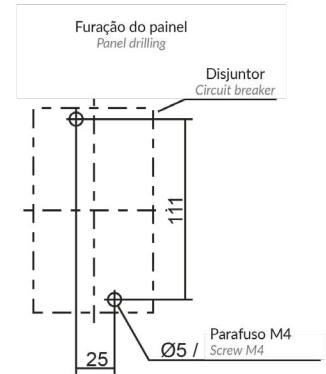 Furação do painel
Panel drilling
Disjuntor
Circuit breaker
111
Ø5 / Parafuso M4
Screw M4
25